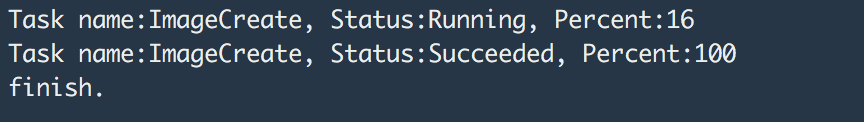 Task name:ImageCreate, Status:Running, Percent:16
Task name:ImageCreate, Status:Succeeded, Percent:100
finish.